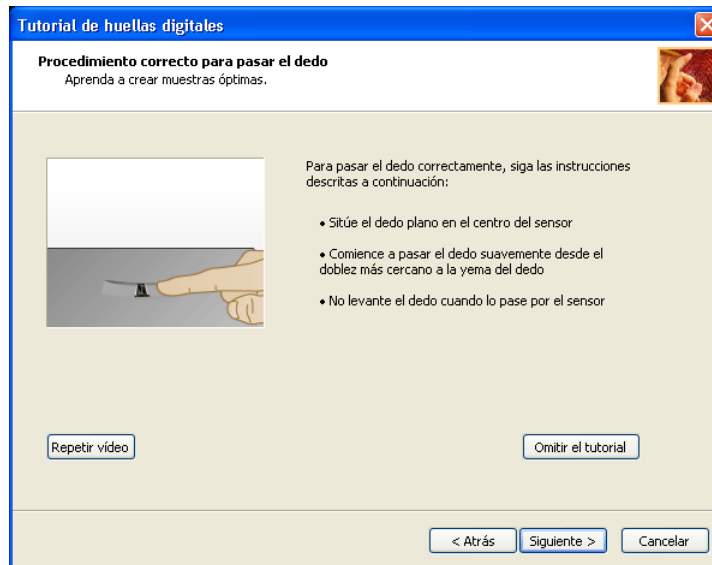 Tutorial de huellas digitales
Procedimiento correcto para pasar el dedo
Aprenda a crear muestras óptimas.
Para pasar el dedo correctamente, siga las instrucciones
descritas a continuación:
• Sitúe el dedo plano en el centro del sensor
• Comience a pasar el dedo suavemente desde el
doblez más cercano a la yema del dedo
• No levante el dedo cuando lo pase por el sensor
Repetir vídeo
Omitir el tutorial
< Atrás
Siguiente >
Cancelar